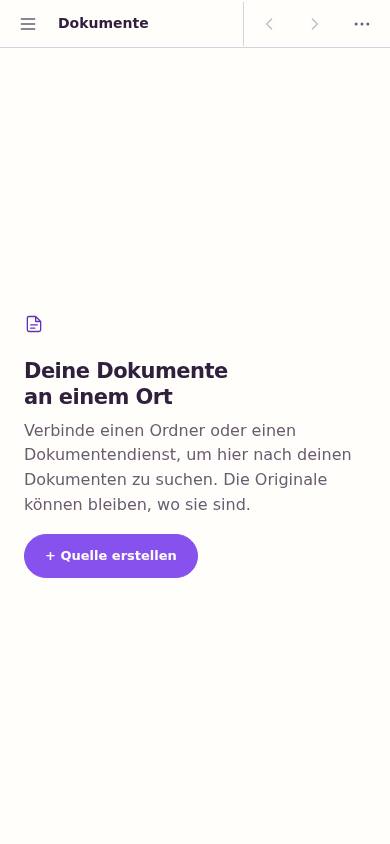 Dokumente
Deine Dokumente
an einem Ort
Verbinde einen Ordner oder einen
Dokumentendienst, um hier nach deinen
Dokumenten zu suchen. Die Originale
können bleiben, wo sie sind.
+ Quelle erstellen